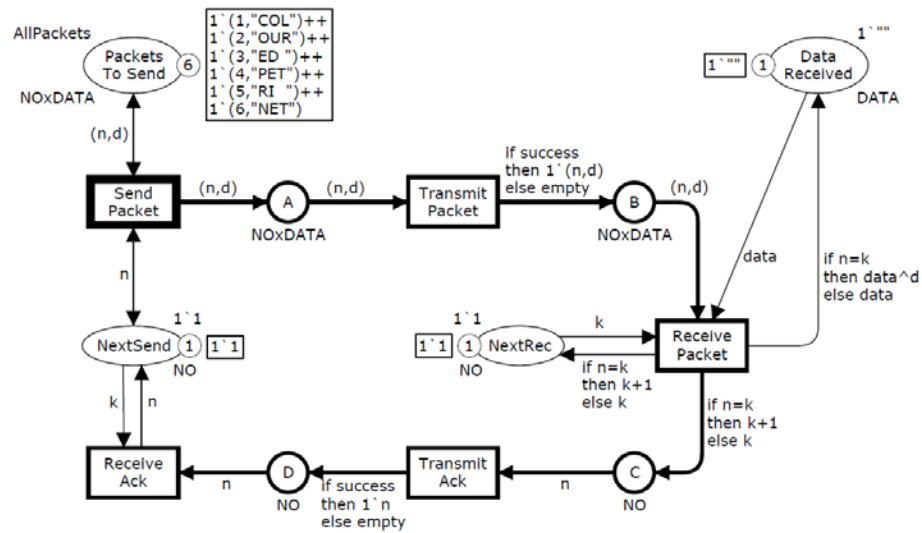 AllPackets
Packets
To Send
6
1`(1,"COL")++
1`(2,"OUR")++
1`(3,"ED ")++
1`(4,"PET")++
1`(5,"RI ")++
1`(6,"NET")
NOxDATA
1`""
1`""
1
Data
Received
DATA
(n,d)
Send
Packet
(n,d)
A
NOxDATA
(n,d)
Transmit
Packet
if success
then 1`(n,d)
else empty
B
NOxDATA
(n,d)
data
if n=k
then data^d
else data
n
1`1
NextSend
1
1`1
NO
1`1
1`1
1
NextRec
NO
k
if n=k
then k+1
else k
Receive
Packet
if n=k
then k+1
else k
k
n
Receive
Ack
n
D
NO
if success
then 1`n
else empty
Transmit
Ack
n
C
NO